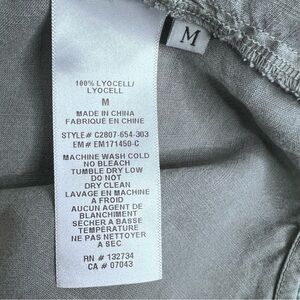 M
100% LYOCELL/
LYOCELL
M
MADE IN CHINA
FABRIQUÉ EN CHINE
STYLE# C2807-654-303
EM# EM171450-C
MACHINE WASH COLD
NO BLEACH
TUMBLE DRY LOW
DO NOT
DRY CLEAN
LAVAGE EN MACHINE
A FROID
AUCUN AGENT DE
BLANCHIMENT
SÉCHER A BASSE
TEMPÉRATURE
NE PAS NETTOYER
A SEC
RN # 132734
CA # 07043